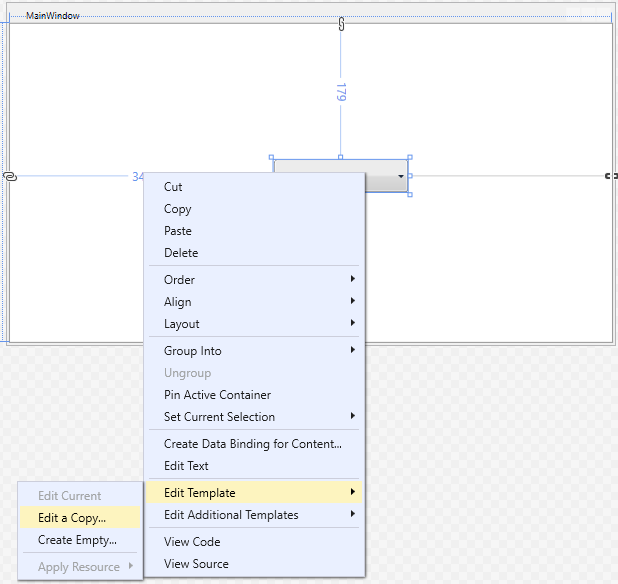 MainWindow
179
34
Cut
Copy
Paste
Delete
Order
Align
Layout
Group Into
Ungroup
Pin Active Container
Set Current Selection
Create Data Binding for Content...
Edit Text
Edit Template
Edit Additional Templates
View Code
View Source
Edit Current
Edit a Copy...
Create Empty...
Apply Resource